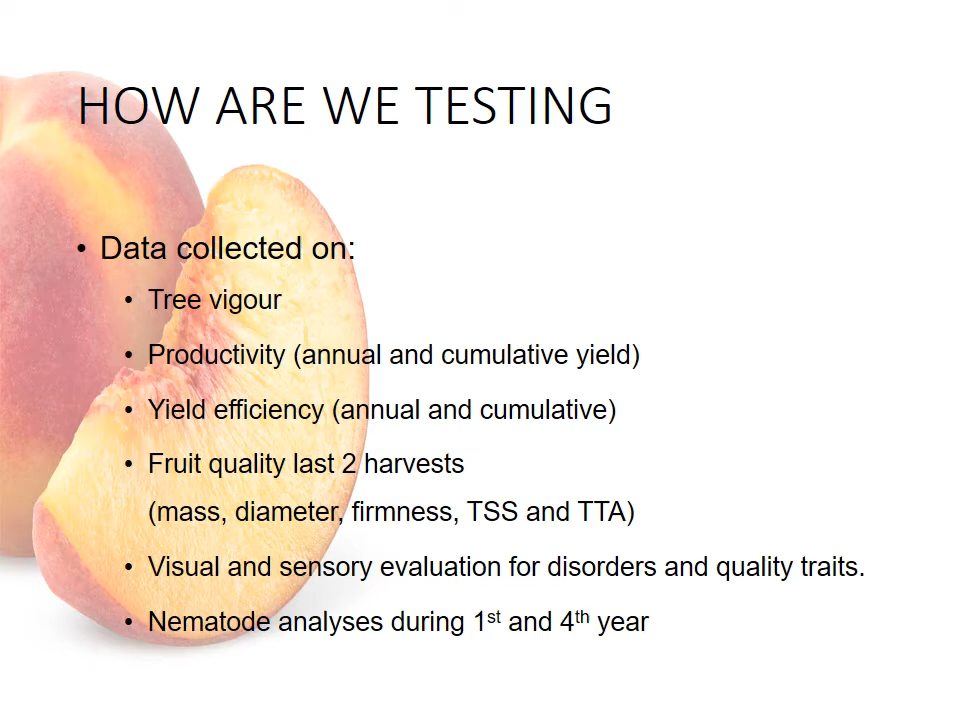 HOW ARE WE TESTING
• Data collected on:
• Tree vigour
• Productivity (annual and cumulative yield)
• Yield efficiency (annual and cumulative)
• Fruit quality last 2 harvests
(mass, diameter, firmness, TSS and TTA)
• Visual and sensory evaluation for disorders and quality traits.
• Nematode analyses during 1st and 4th year